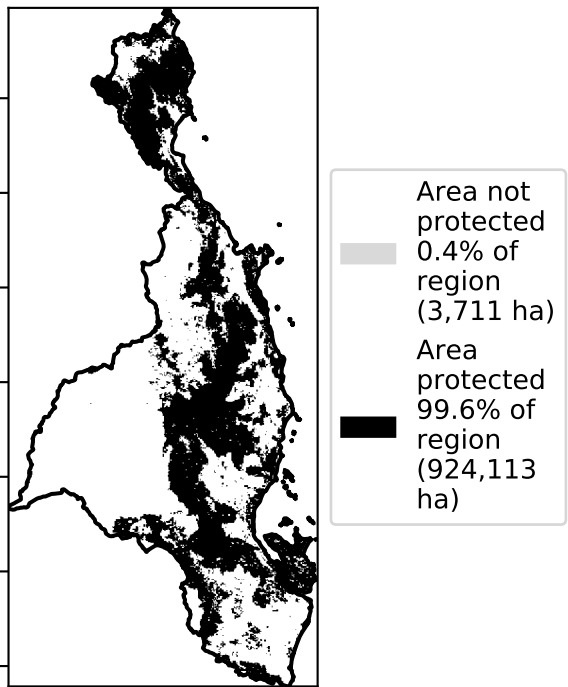 Area not
protected
0.4% of
region
(3,711 ha)
Area
protected
99.6% of
region
(924,113
ha)